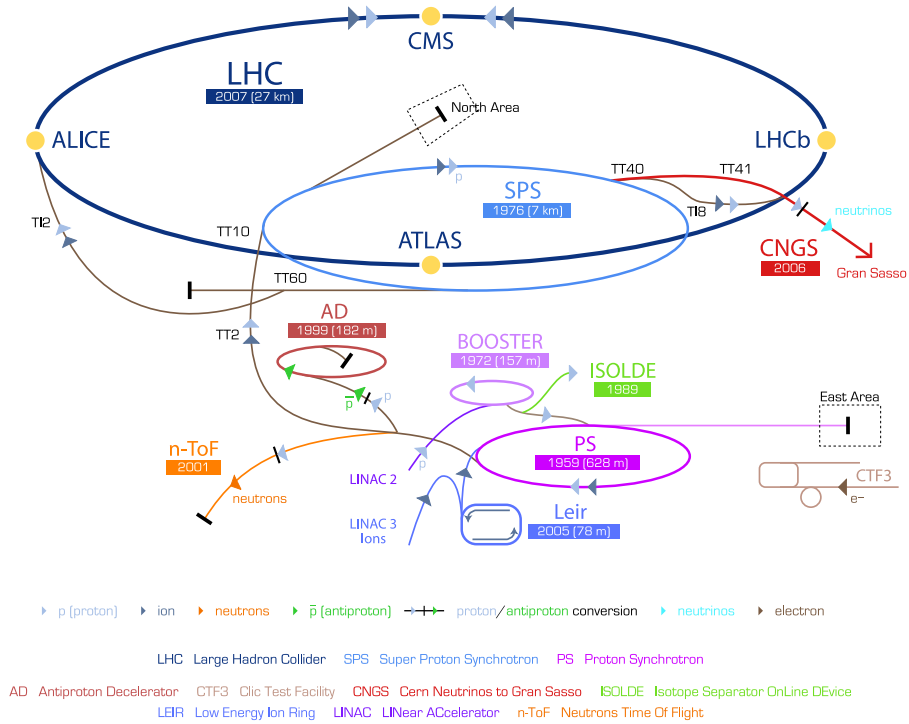 CMS
LHC
2007 (27 km)
North Area
ALICE
LHCb
TT40
TT41
SPS
1976 (7 km)
p
TI2
TI8
TT10
ATLAS
neutrinos
CNGS
2006
Gran Sasso
TT60
AD
1999 (182 m)
TT2
BOOSTER
1972 (157 m)
ISOLDE
1989
p̅
p
East Area
n-ToF
2001
LINAC 2
p
PS
1959 (628 m)
neutrons
CTF3
e-
LINAC 3
Ions
Leir
2005 (78 m)
p (proton) ion neutrons p̅ (antiproton) proton/antiproton conversion neutrinos electron
LHC Large Hadron Collider SPS Super Proton Synchrotron PS Proton Synchrotron
AD Antiproton Decelerator CTF3 Clic Test Facility CNGS Cern Neutrinos to Gran Sasso ISOLDE Isotope Separator OnLine DEvice
LEIR Low Energy Ion Ring LINAC LINear ACcelerator n-ToF Neutrons Time Of Flight